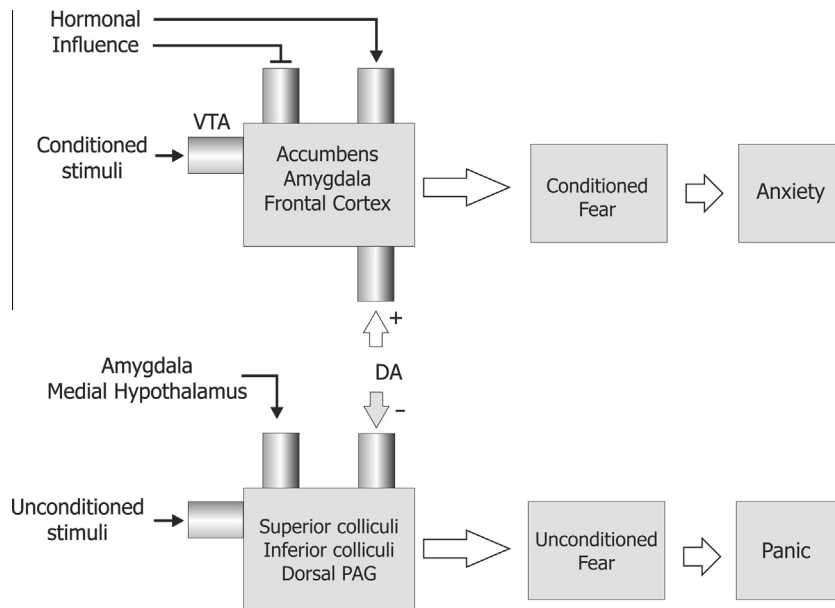 Hormonal
Influence
VTA
Conditioned
stimuli
Accumbens
Amygdala
Frontal Cortex
Conditioned
Fear
Anxiety
+
DA
–
Amygdala
Medial Hypothalamus
Unconditioned
stimuli
Superior colliculi
Inferior colliculi
Dorsal PAG
Unconditioned
Fear
Panic